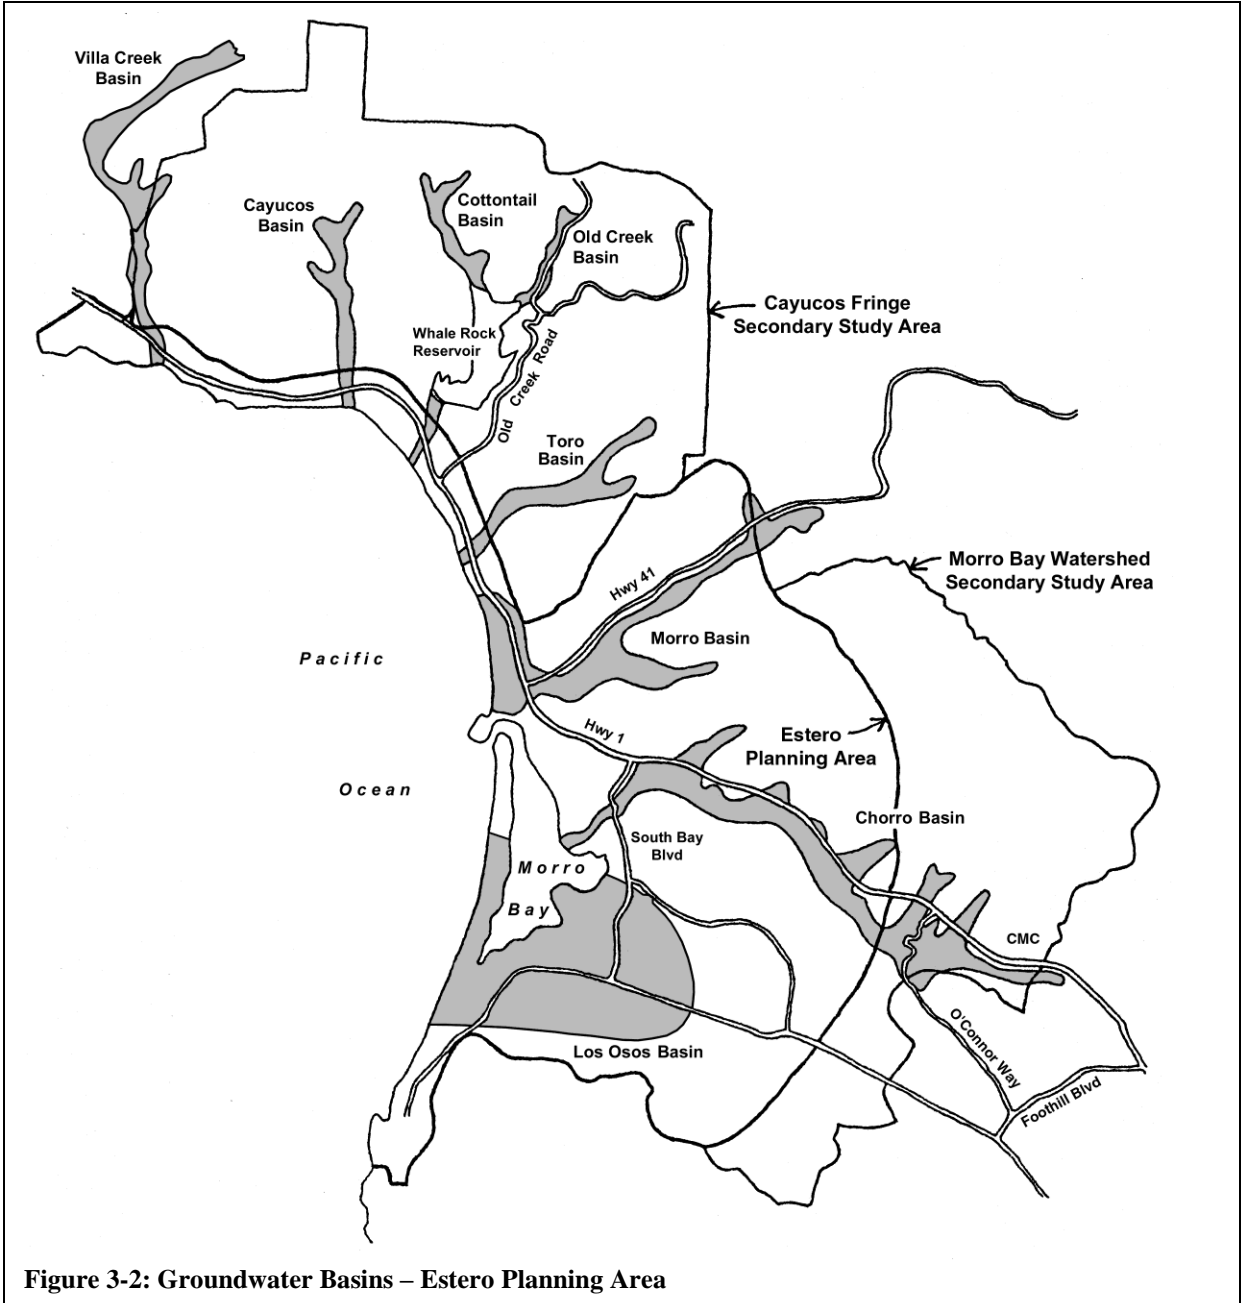 Villa Creek
Basin
Cayucos
Basin
Cottontail
Basin
Old Creek
Basin
Cayucos Fringe
Secondary Study Area
Whale Rock
Reservoir
Old Creek Road
Toro
Basin
Hwy 41
Morro Bay Watershed
Secondary Study Area
Morro Basin
Pacific
Ocean
Hwy 1
Estero
Planning Area
Chorro Basin
South Bay
Blvd
Morro
Bay
CMC
O'Connor Way
Foothill Blvd
Los Osos Basin
Figure 3-2: Groundwater Basins – Estero Planning Area